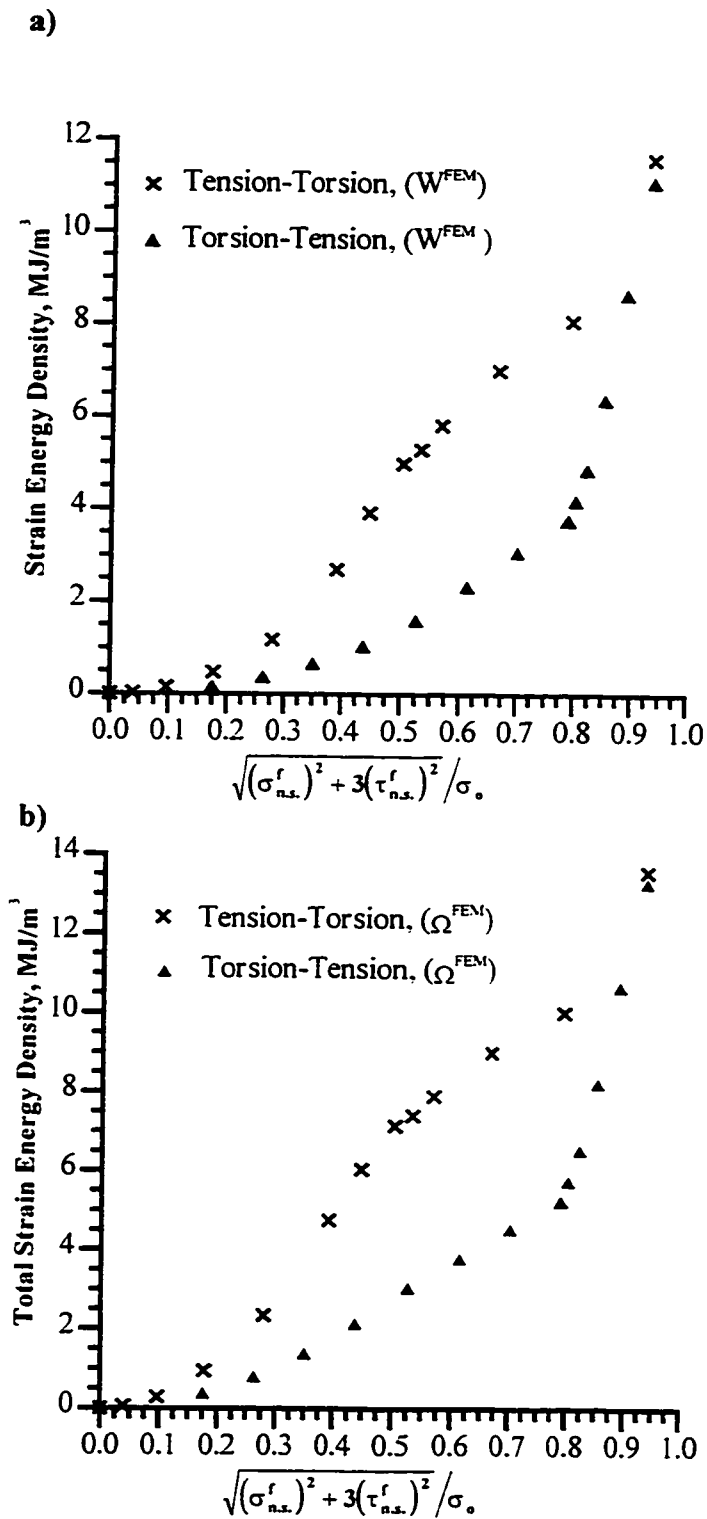 a)
12
10
8
6
4
2
0
Strain Energy Density, MJ/m³
× Tension-Torsion, (W^FEM)
▲ Torsion-Tension, (W^FEM)
0.0 0.1 0.2 0.3 0.4 0.5 0.6 0.7 0.8 0.9 1.0
√((σ^f_n.s.)² + 3(τ^f_n.s.)²)/σ₀
b)
14
12
10
8
6
4
2
0
Total Strain Energy Density, MJ/m³
× Tension-Torsion, (Ω^FEM)
▲ Torsion-Tension, (Ω^FEM)
0.0 0.1 0.2 0.3 0.4 0.5 0.6 0.7 0.8 0.9 1.0
√((σ^f_n.s.)² + 3(τ^f_n.s.)²)/σ₀